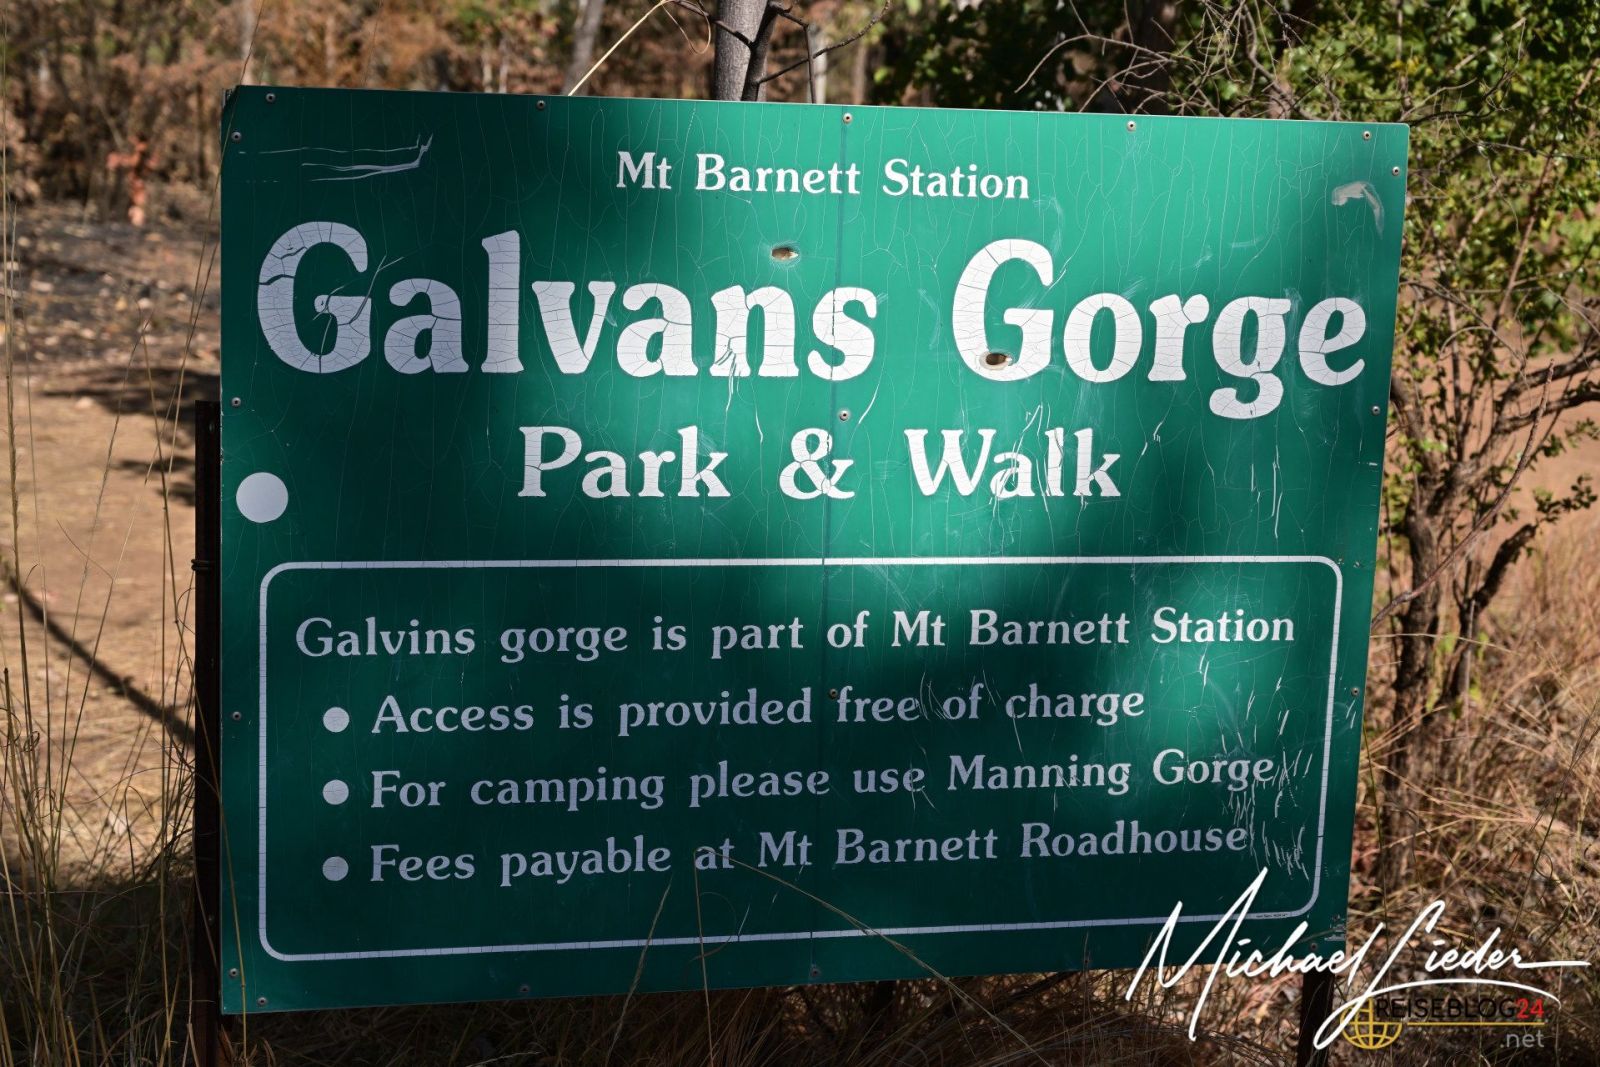 Mt Barnett Station
Galvans Gorge
Park & Walk
Galvins gorge is part of Mt Barnett Station
• Access is provided free of charge
• For camping please use Manning Gorge
• Fees payable at Mt Barnett Roadhouse
Michael Lieder
REISEBLOG24
.net